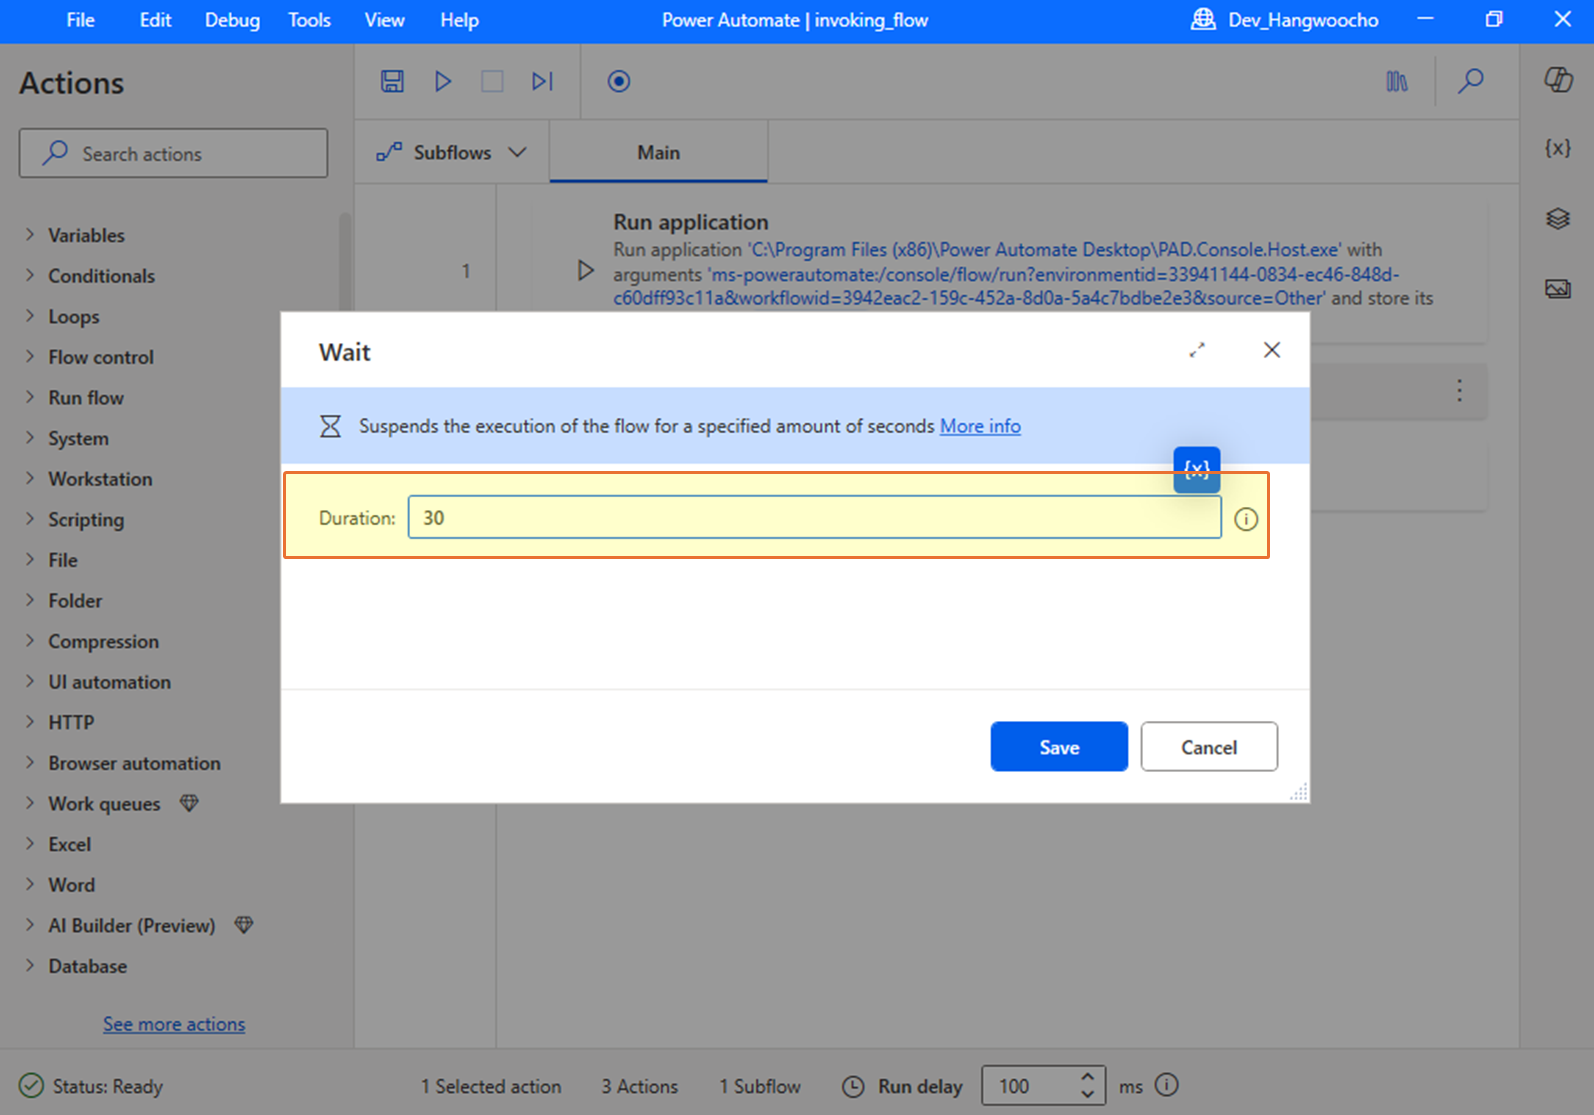 File Edit Debug Tools View Help Power Automate | invoking_flow Dev_Hangwoocho
Actions
Search actions
Variables
Conditionals
Loops
Flow control
Run flow
System
Workstation
Scripting
File
Folder
Compression
UI automation
HTTP
Browser automation
Work queues
Excel
Word
AI Builder (Preview)
Database
See more actions
Subflows Main
{x}
1
Run application
Run application 'C:\Program Files (x86)\Power Automate Desktop\PAD.Console.Host.exe' with
arguments 'ms-powerautomate:/console/flow/run?environmentid=33941144-0834-ec46-848d-
c60dff93c11a&workflowid=3942eac2-159c-452a-8d0a-5a4c7bdbe2e3&source=Other' and store its
Wait
Suspends the execution of the flow for a specified amount of seconds More info
{x}
Duration: 30
Save Cancel
Status: Ready 1 Selected action 3 Actions 1 Subflow Run delay 100 ms